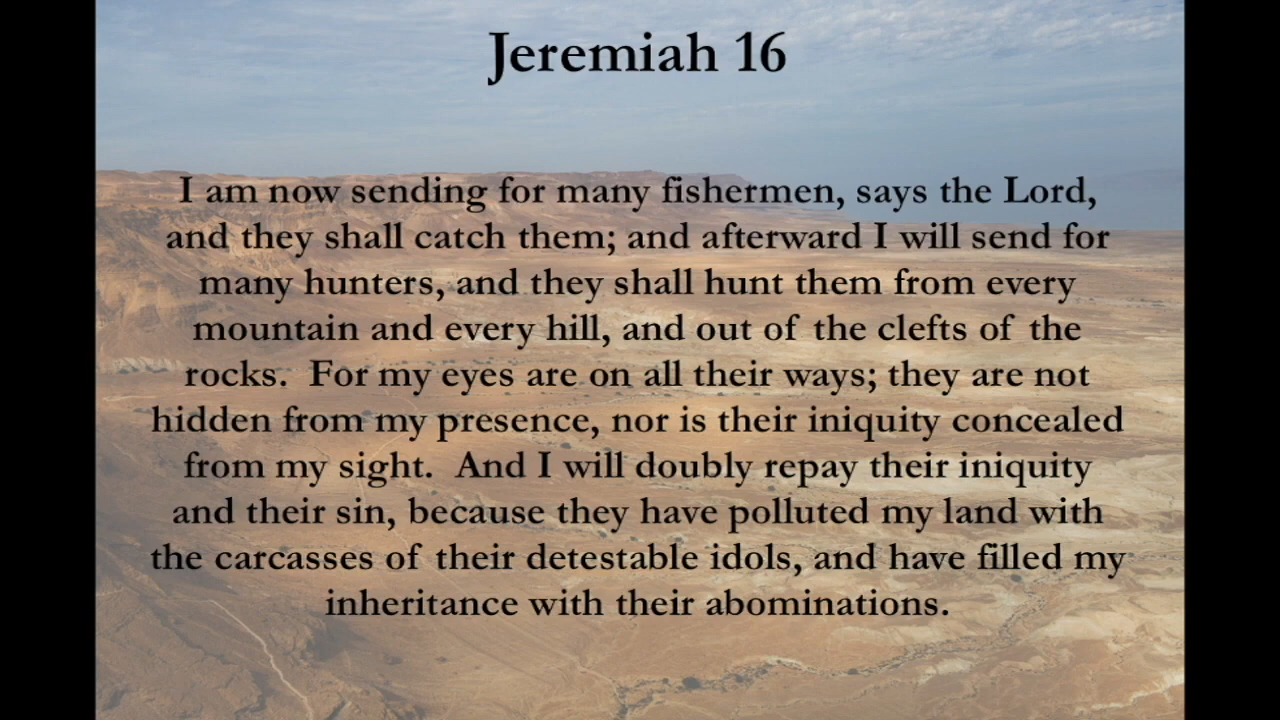 Jeremiah 16
I am now sending for many fishermen, says the Lord,
and they shall catch them; and afterward I will send for
many hunters, and they shall hunt them from every
mountain and every hill, and out of the clefts of the
rocks.  For my eyes are on all their ways; they are not
hidden from my presence, nor is their iniquity concealed
from my sight.  And I will doubly repay their iniquity
and their sin, because they have polluted my land with
the carcasses of their detestable idols, and have filled my
inheritance with their abominations.